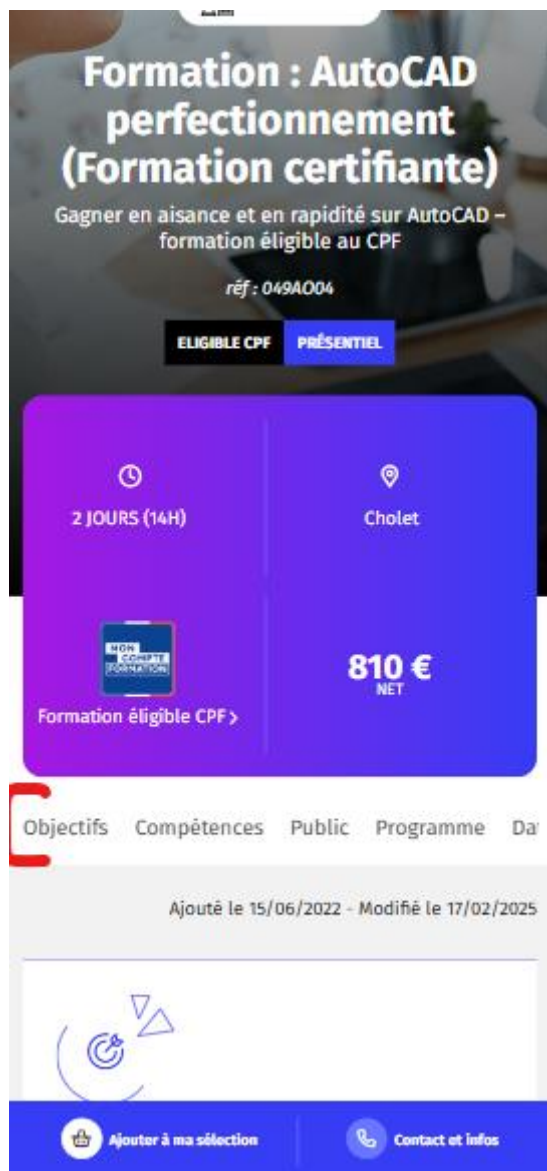 Formation : AutoCAD
perfectionnement
(Formation certifiante)
Gagner en aisance et en rapidité sur AutoCAD –
formation éligible au CPF
réf : 049AO04
ELIGIBLE CPF
PRÉSENTIEL
2 JOURS (14H)
Cholet
MON
COMPTE
FORMATION
Formation éligible CPF >
810 €
NET
Objectifs Compétences Public Programme Da
Ajouté le 15/06/2022 - Modifié le 17/02/2025
Ajouter à ma sélection
Contact et infos